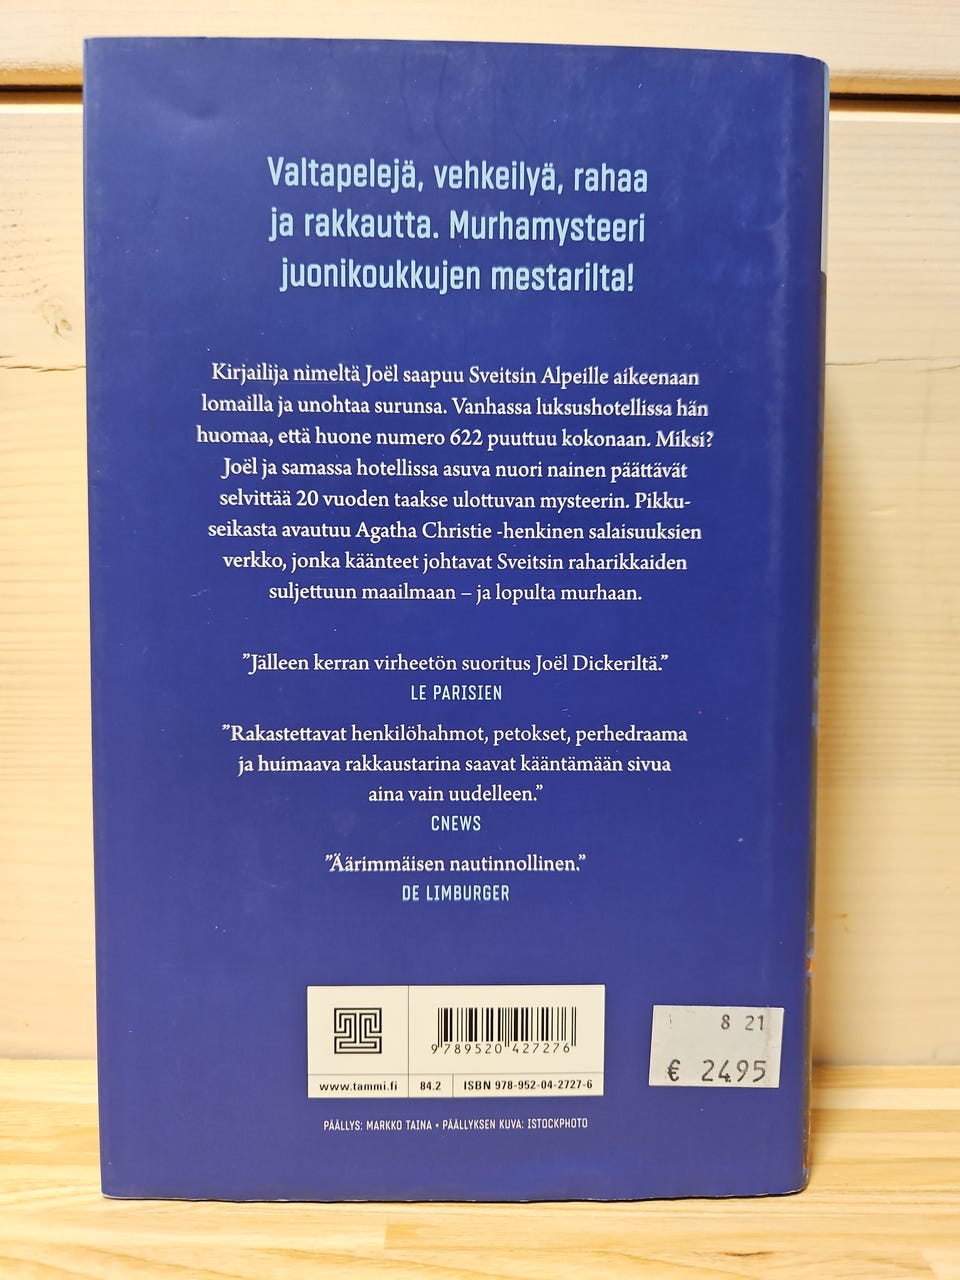 Valtapelejä, vehkeilyä, rahaa
ja rakkautta. Murhamysteeri
juonikoukkujen mestarilta!
Kirjailija nimeltä Joël saapuu Sveitsin Alpeille aikeenaan
lomailla ja unohtaa surunsa. Vanhassa luksushotellissa hän
huomaa, että huone numero 622 puuttuu kokonaan. Miksi?
Joël ja samassa hotellissa asuva nuori nainen päättävät
selvittää 20 vuoden taakse ulottuvan mysteerin. Pikku-
seikasta avautuu Agatha Christie -henkinen salaisuuksien
verkko, jonka käänteet johtavat Sveitsin raharikkaiden
suljettuun maailmaan – ja lopulta murhaan.
”Jälleen kerran virheetön suoritus Joël Dickeriltä.”
LE PARISIEN
”Rakastettavat henkilöhahmot, petokset, perhedraama
ja huimaava rakkaustarina saavat kääntämään sivua
aina vain uudelleen.”
CNEWS
”Äärimmäisen nautinnollinen.”
DE LIMBURGER
9 789520 427276
www.tammi.fi 84.2 ISBN 978-952-04-2727-6
8 21
€ 24.95
PÄÄLLYS: MARKKO TAINA • PÄÄLLYKSEN KUVA: ISTOCKPHOTO